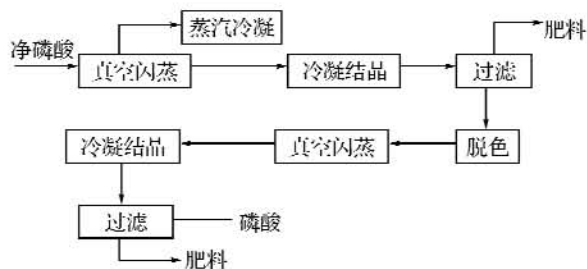 蒸汽冷凝
肥料
净磷酸
真空闪蒸
冷凝结晶
过滤
冷凝结晶
真空闪蒸
脱色
过滤
磷酸
肥料